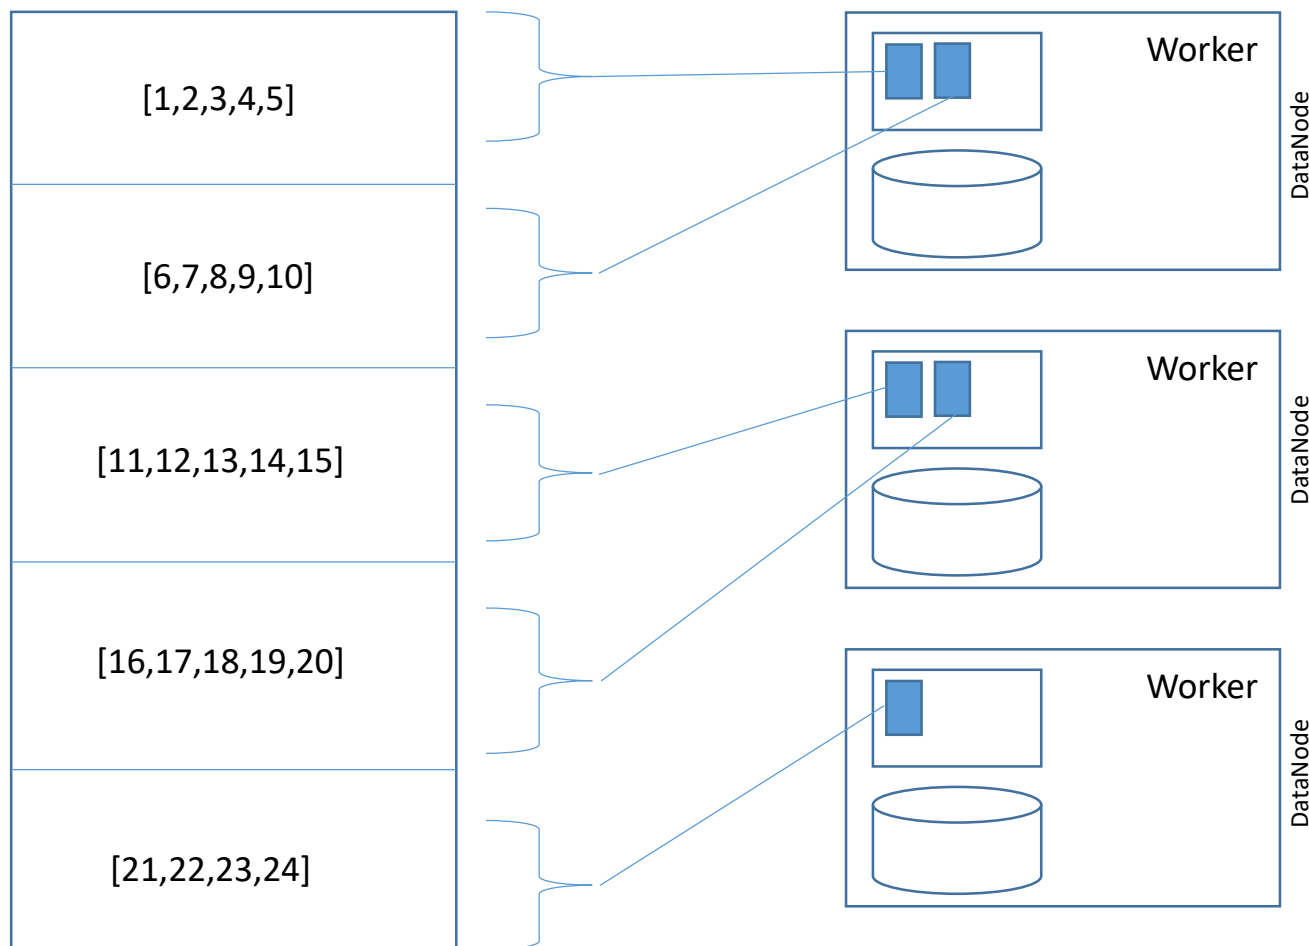 [1,2,3,4,5]
[6,7,8,9,10]
[11,12,13,14,15]
[16,17,18,19,20]
[21,22,23,24]
Worker
DataNode
Worker
DataNode
Worker
DataNode